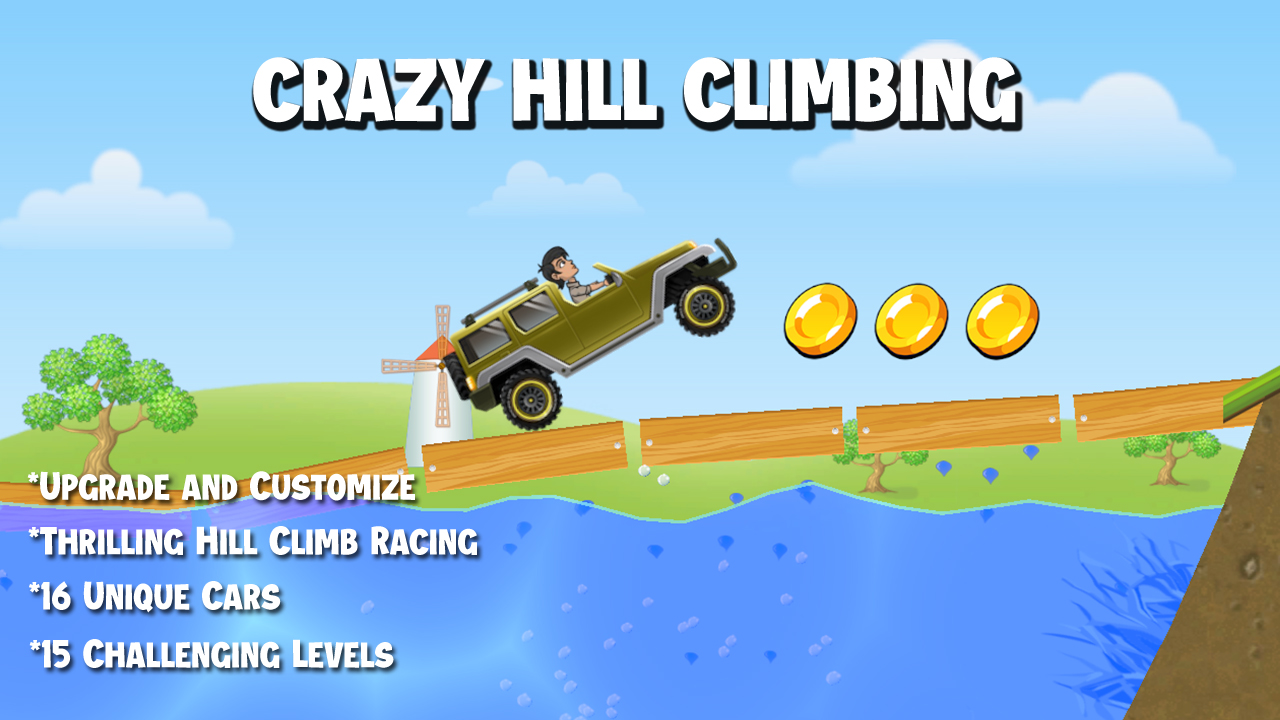 CRAZY HILL CLIMBING
*UPGRADE AND CUSTOMIZE
*THRILLING HILL CLIMB RACING
*16 UNIQUE CARS
*15 CHALLENGING LEVELS